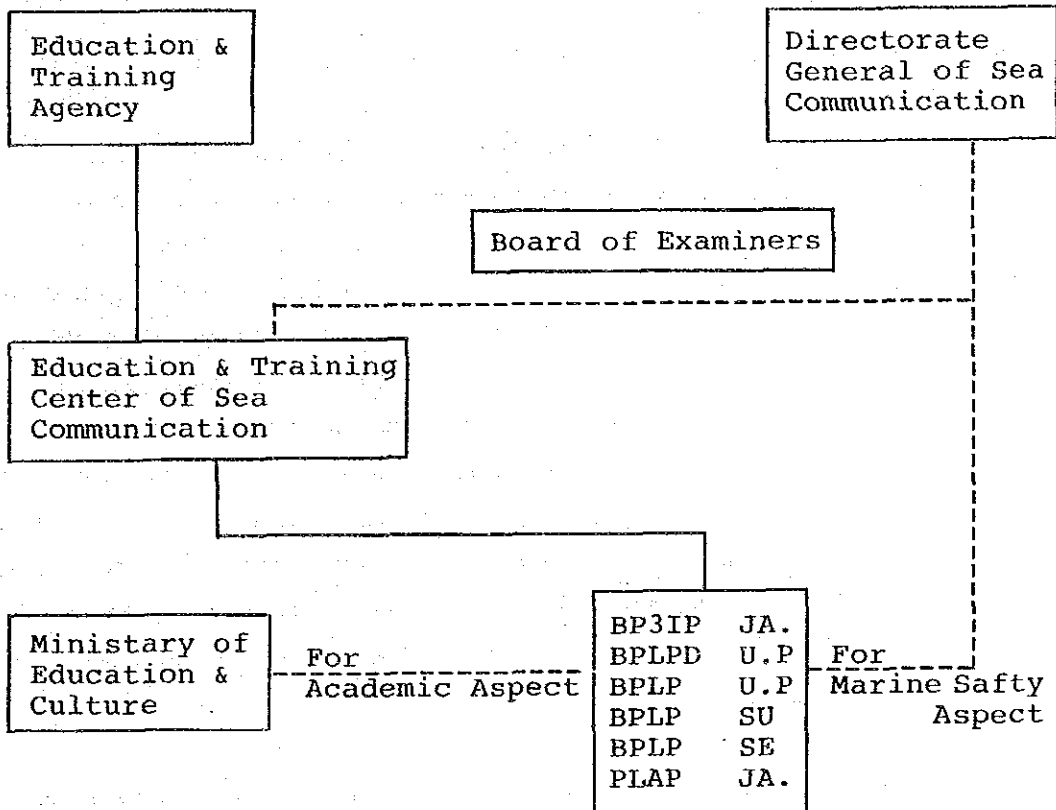 Education &
Training
Agency
Directorate
General of Sea
Communication
Board of Examiners
Education & Training
Center of Sea
Communication
Ministary of
Education &
Culture
For
Academic Aspect
BP3IP JA.
BPLPD U.P
BPLP U.P
BPLP SU
BPLP SE
PLAP JA.
For
Marine Safty
Aspect